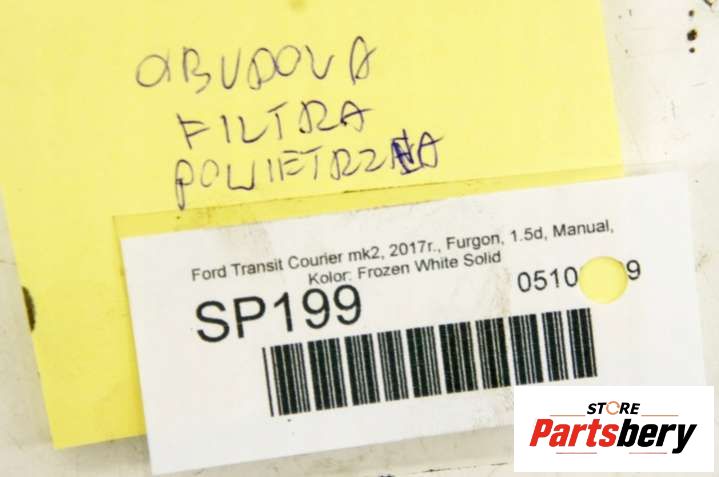 OBUDOVA
FILTRA
POWIETRZA
Ford Transit Courier mk2, 2017r., Furgon, 1.5d, Manual,
Kolor: Frozen White Solid
SP199
STORE
Partsbery